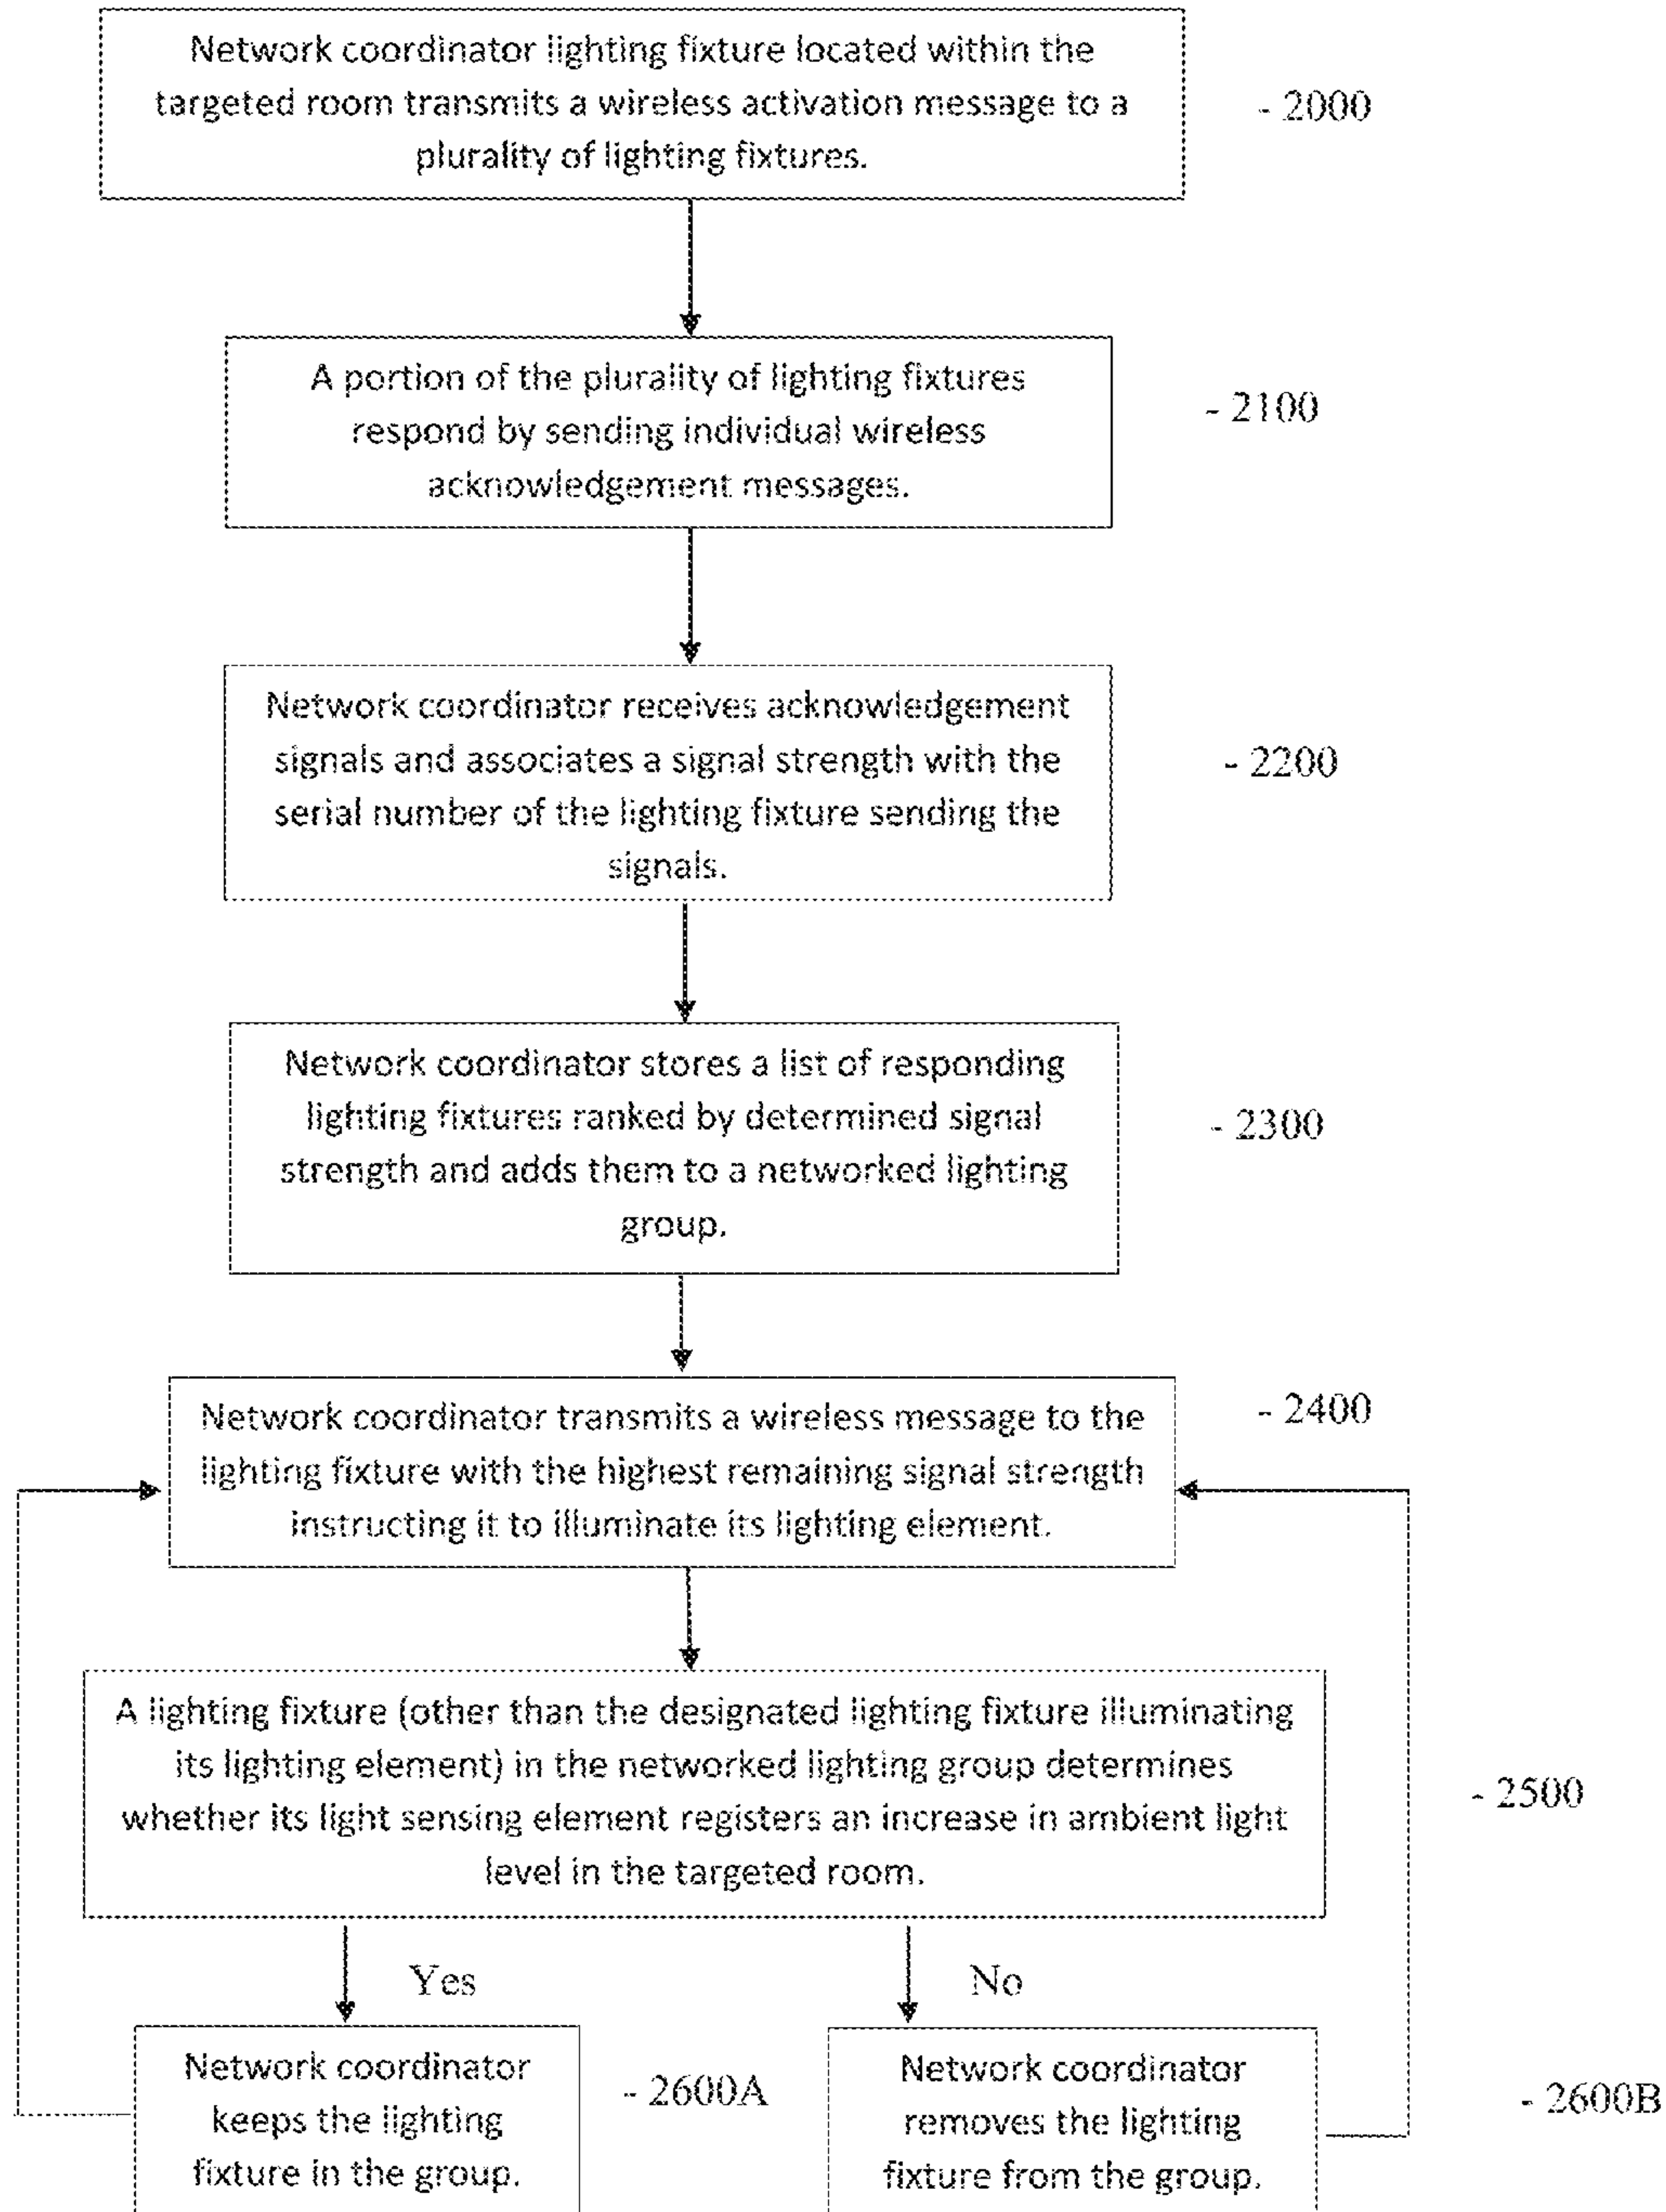 Network coordinator lighting fixture located within the
targeted room transmits a wireless activation message to a
plurality of lighting fixtures.
- 2000
A portion of the plurality of lighting fixtures
respond by sending individual wireless
acknowledgement messages.
- 2100
Network coordinator receives acknowledgement
signals and associates a signal strength with the
serial number of the lighting fixture sending the
signals.
- 2200
Network coordinator stores a list of responding
lighting fixtures ranked by determined signal
strength and adds them to a networked lighting
group.
- 2300
Network coordinator transmits a wireless message to the
lighting fixture with the highest remaining signal strength
instructing it to illuminate its lighting element.
- 2400
A lighting fixture (other than the designated lighting fixture illuminating
its lighting element) in the networked lighting group determines
whether its light sensing element registers an increase in ambient light
level in the targeted room.
- 2500
Yes
No
Network coordinator
keeps the lighting
fixture in the group.
- 2600A
Network coordinator
removes the lighting
fixture from the group.
- 2600B